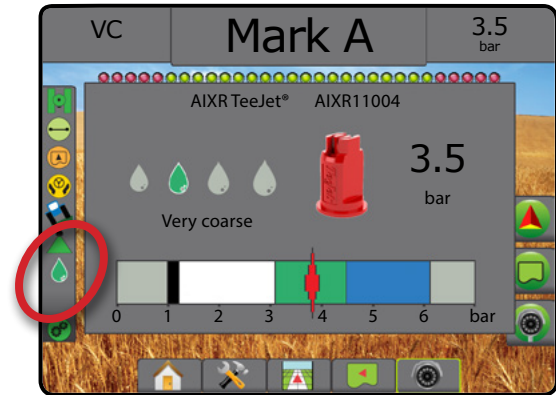 VC
Mark A
3.5
bar
AIXR TeeJet® AIXR11004
3.5
bar
Very coarse
0 1 2 3 4 5 6 bar